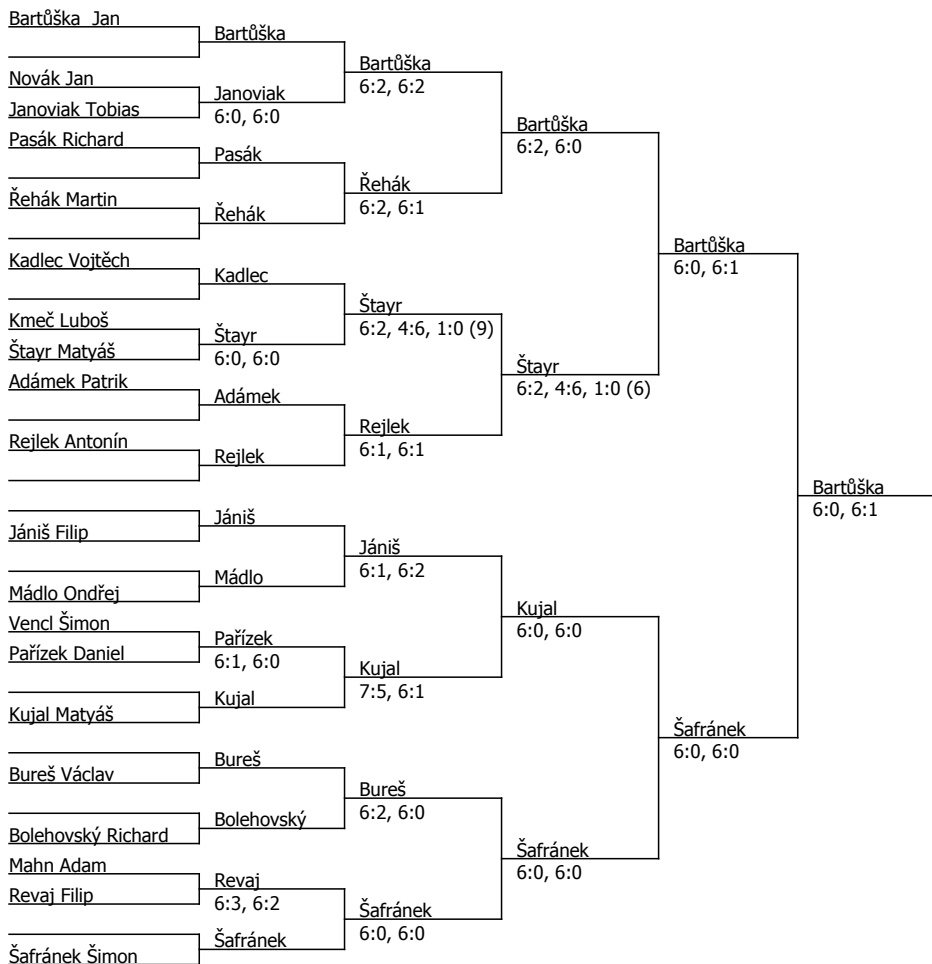 Bartůška Jan
Novák Jan
Janoviak Tobias
Pasák Richard
Řehák Martin
Kadlec Vojtěch
Kmeč Luboš
Štayr Matyáš
Adámek Patrik
Rejlek Antonín
Jániš Filip
Mádlo Ondřej
Vencl Šimon
Pařízek Daniel
Kujal Matyáš
Bureš Václav
Bolehovský Richard
Mahn Adam
Revaj Filip
Šafránek Šimon
Bartůška
Janoviak
6:0, 6:0
Pasák
Řehák
Kadlec
Štayr
6:0, 6:0
Adámek
Rejlek
Jániš
Mádlo
Pařízek
6:1, 6:0
Kujal
Bureš
Bolehovský
Revaj
6:3, 6:2
Šafránek
Bartůška
6:2, 6:2
Řehák
6:2, 6:1
Štayr
6:2, 4:6, 1:0 (9)
Rejlek
6:1, 6:1
Jániš
6:1, 6:2
Kujal
7:5, 6:1
Bureš
6:2, 6:0
Šafránek
6:0, 6:0
Bartůška
6:2, 6:0
Štayr
6:2, 4:6, 1:0 (6)
Kujal
6:0, 6:0
Šafránek
6:0, 6:0
Bartůška
6:0, 6:1
Šafránek
6:0, 6:0
Bartůška
6:0, 6:1